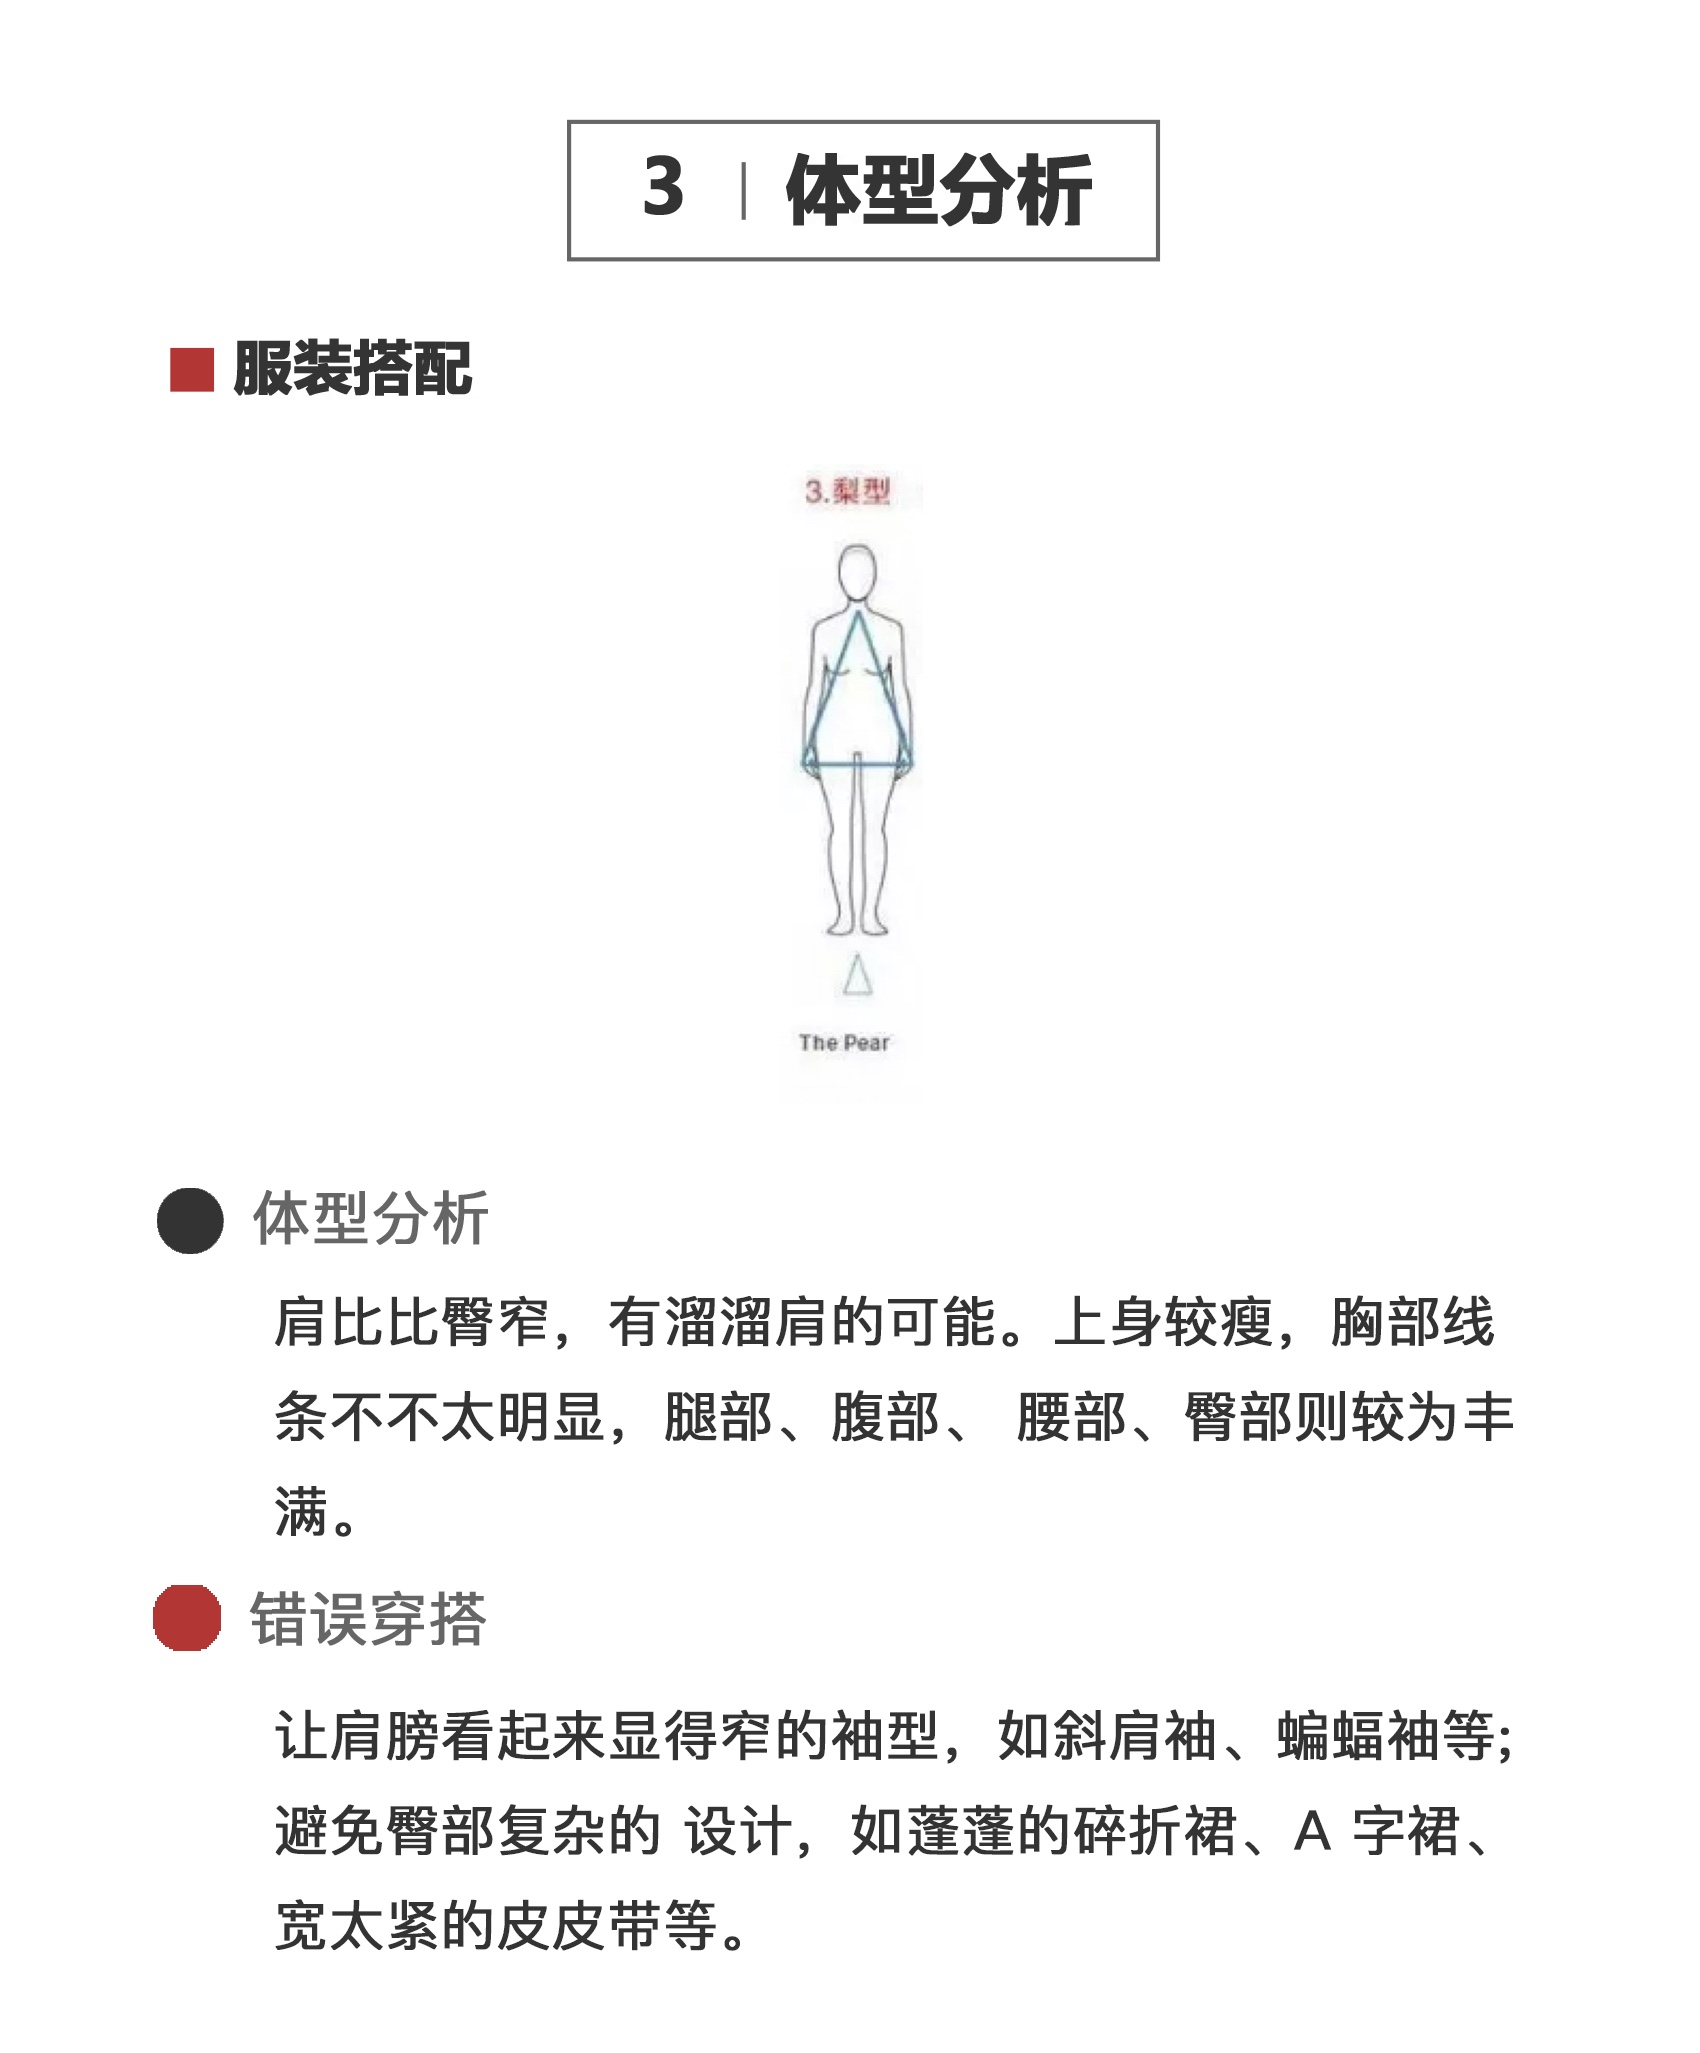 3 | 体型分析
服装搭配
3.梨型
The Pear
体型分析
肩比比臀窄，有溜溜肩的可能。上身较瘦，胸部线
条不不太明显，腿部、腹部、 腰部、臀部则较为丰
满。
错误穿搭
让肩膀看起来显得窄的袖型，如斜肩袖、蝙蝠袖等;
避免臀部复杂的 设计，如蓬蓬的碎折裙、A 字裙、
宽太紧的皮皮带等。